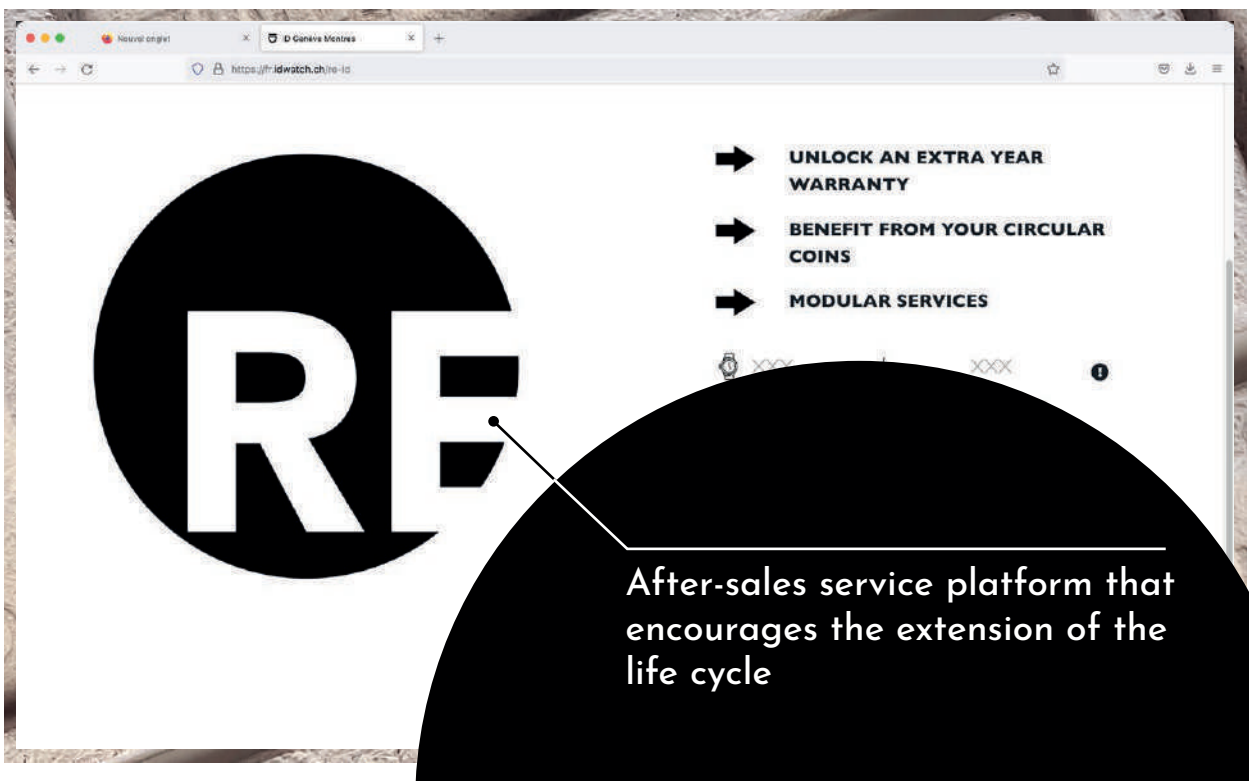 Nouvel onglet
ID Genève Montres
https://fr.idwatch.ch/re-id
UNLOCK AN EXTRA YEAR
WARRANTY
BENEFIT FROM YOUR CIRCULAR
COINS
MODULAR SERVICES
XXX
XXX
RE
After-sales service platform that
encourages the extension of the
life cycle